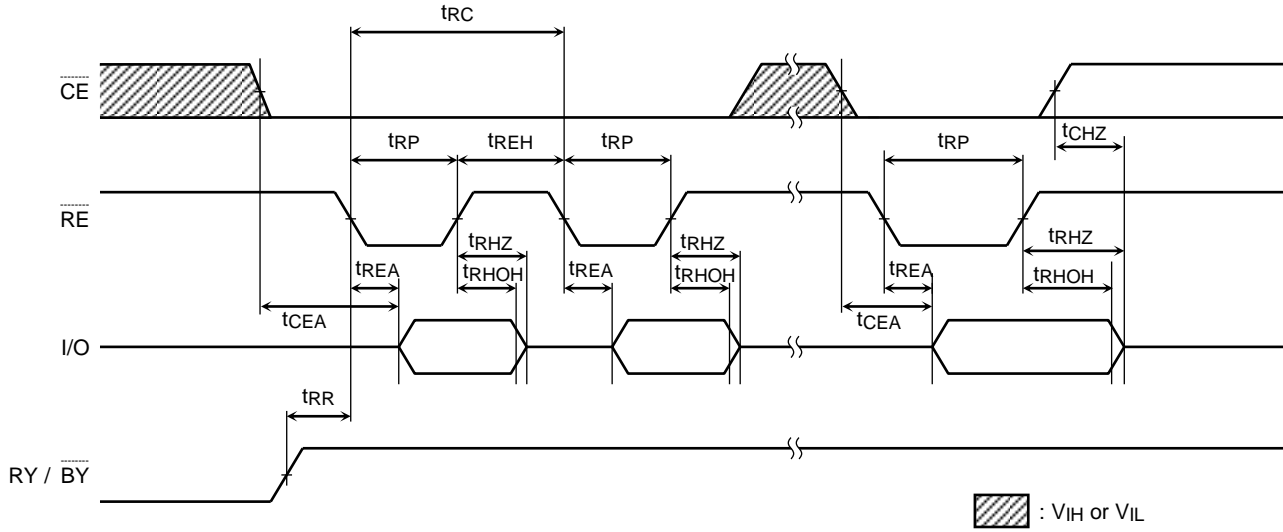 tRC
CE
tCHZ
tRP tREH tRP tRP
RE
tRHZ tRHZ tRHZ
tREA tRHOH tREA tRHOH tREA tRHOH
tCEA tCEA
I/O
tRR
RY / BY
: VIH or VIL